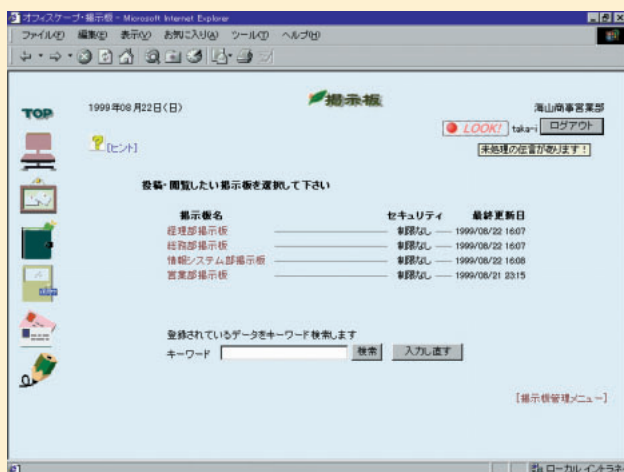 オフィスケープ・掲示板 - Microsoft Internet Explorer
ファイル(F) 編集(E) 表示(V) お気に入り(A) ツール(T) ヘルプ(H)
TOP
1999年08月22日(日)
掲示板
海山商事営業部
LOOK! taka-i ログアウト
[ヒント]
未処理の伝言があります!
投稿・閲覧したい掲示板を選択して下さい
掲示板名 セキュリティ 最終更新日
経理部掲示板 制限なし 1999/08/22 16:07
総務部掲示板 制限なし 1999/08/22 16:07
情報システム部掲示板 制限なし 1999/08/22 16:08
営業部掲示板 制限なし 1999/08/21 23:15
登録されているデータをキーワード検索します
キーワード 検索 入力し直す
[掲示板管理メニュー]
ローカル イントラネ